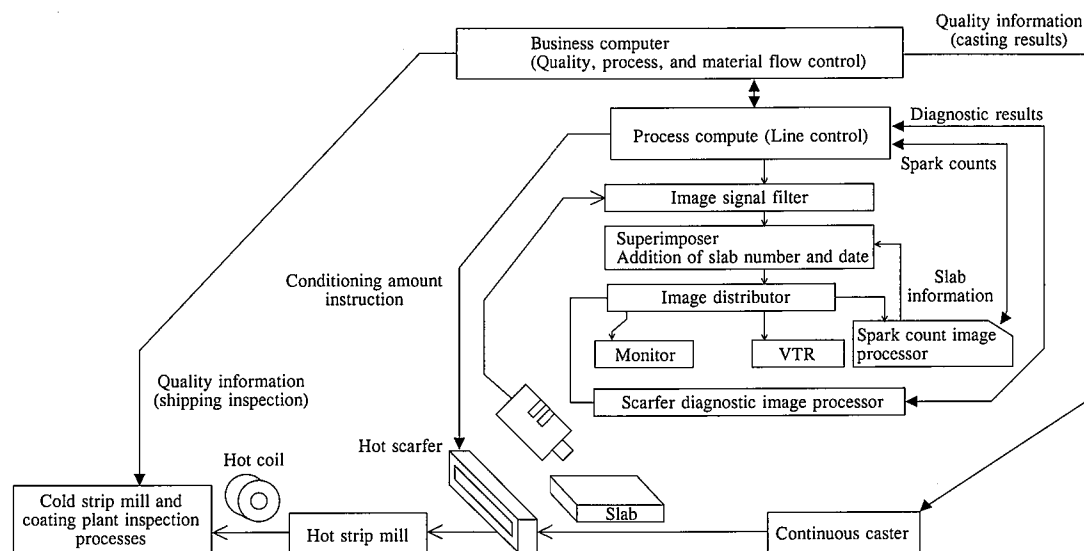 Quality information
(casting results)
Business computer
(Quality, process, and material flow control)
Diagnostic results
Process compute (Line control)
Spark counts
Image signal filter
Superimposer
Addition of slab number and date
Conditioning amount
instruction
Slab
information
Image distributor
Monitor
VTR
Spark count image
processor
Quality information
(shipping inspection)
Scarfer diagnostic image processor
Hot scarfer
Hot coil
Cold strip mill and
coating plant inspection
processes
Slab
Hot strip mill
Continuous caster